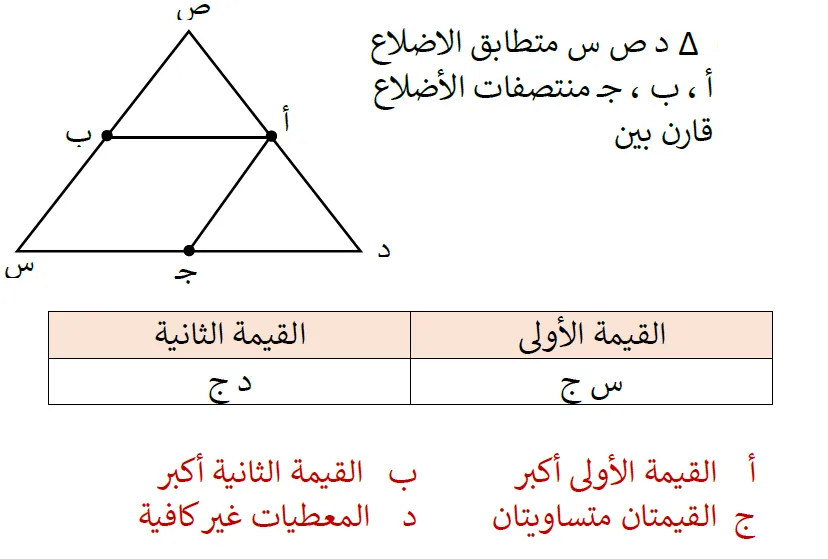 ص
∆ د ص س متطابق الاضلاع
أ ، ب ، جـ منتصفات الأضلاع
قارن بين
أ
ب
د
س
جـ
القيمة الأولى القيمة الثانية
س ج د ج
أ القيمة الأولى أكبر ب القيمة الثانية أكبر
ج القيمتان متساويتان د المعطيات غير كافية